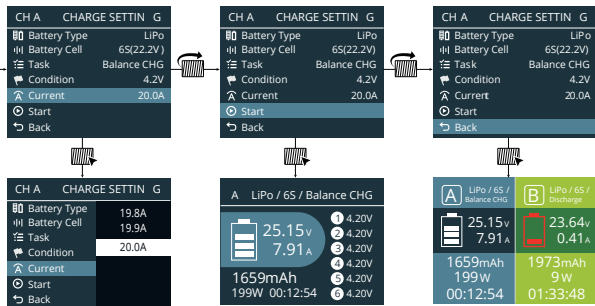 CH A CHARGE SETTIN G
Battery Type LiPo
Battery Cell 6S(22.2V )
Task Balance CHG
Condition 4.2V
Current 20.0A
Start
Back
CH A CHARGE SETTIN G
Battery Type LiPo
Battery Cell 6S(22.2V)
Task Balance CHG
Condition 4.2V
Current 20.0A
Start
Back
CH A CHARGE SETTIN G
Battery Type LiPo
Battery Cell 6S(22.2V)
Task Balance CHG
Condition 4.2V
Current 20.0A
Start
Back
CH A CHARGE SETTIN G
Battery Type
Battery Cell
Task
Condition
Current
Start
Back
19.8A
19.9A
20.0A
A LiPo / 6S / Balance CHG
25.15V
7.91A
1659mAh
199W 00:12:54
1 4.20V
2 4.20V
3 4.20V
4 4.20V
5 4.20V
6 4.20V
A LiPo / 6S /
Balance CHG
25.15V
7.91A
1659mAh
199W
00:12:54
B LiPo / 6S /
Discharge
23.64V
0.41A
1973mAh
9W
01:33:48